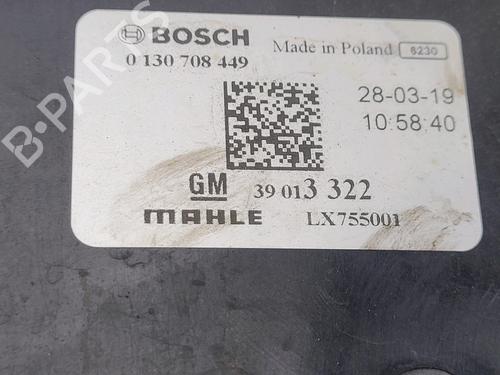 BOSCH
0 130 708 449
Made in Poland 6230
28-03-19
10:58:40
GM 39 013 322
MAHLE LX755001
B-PARTS